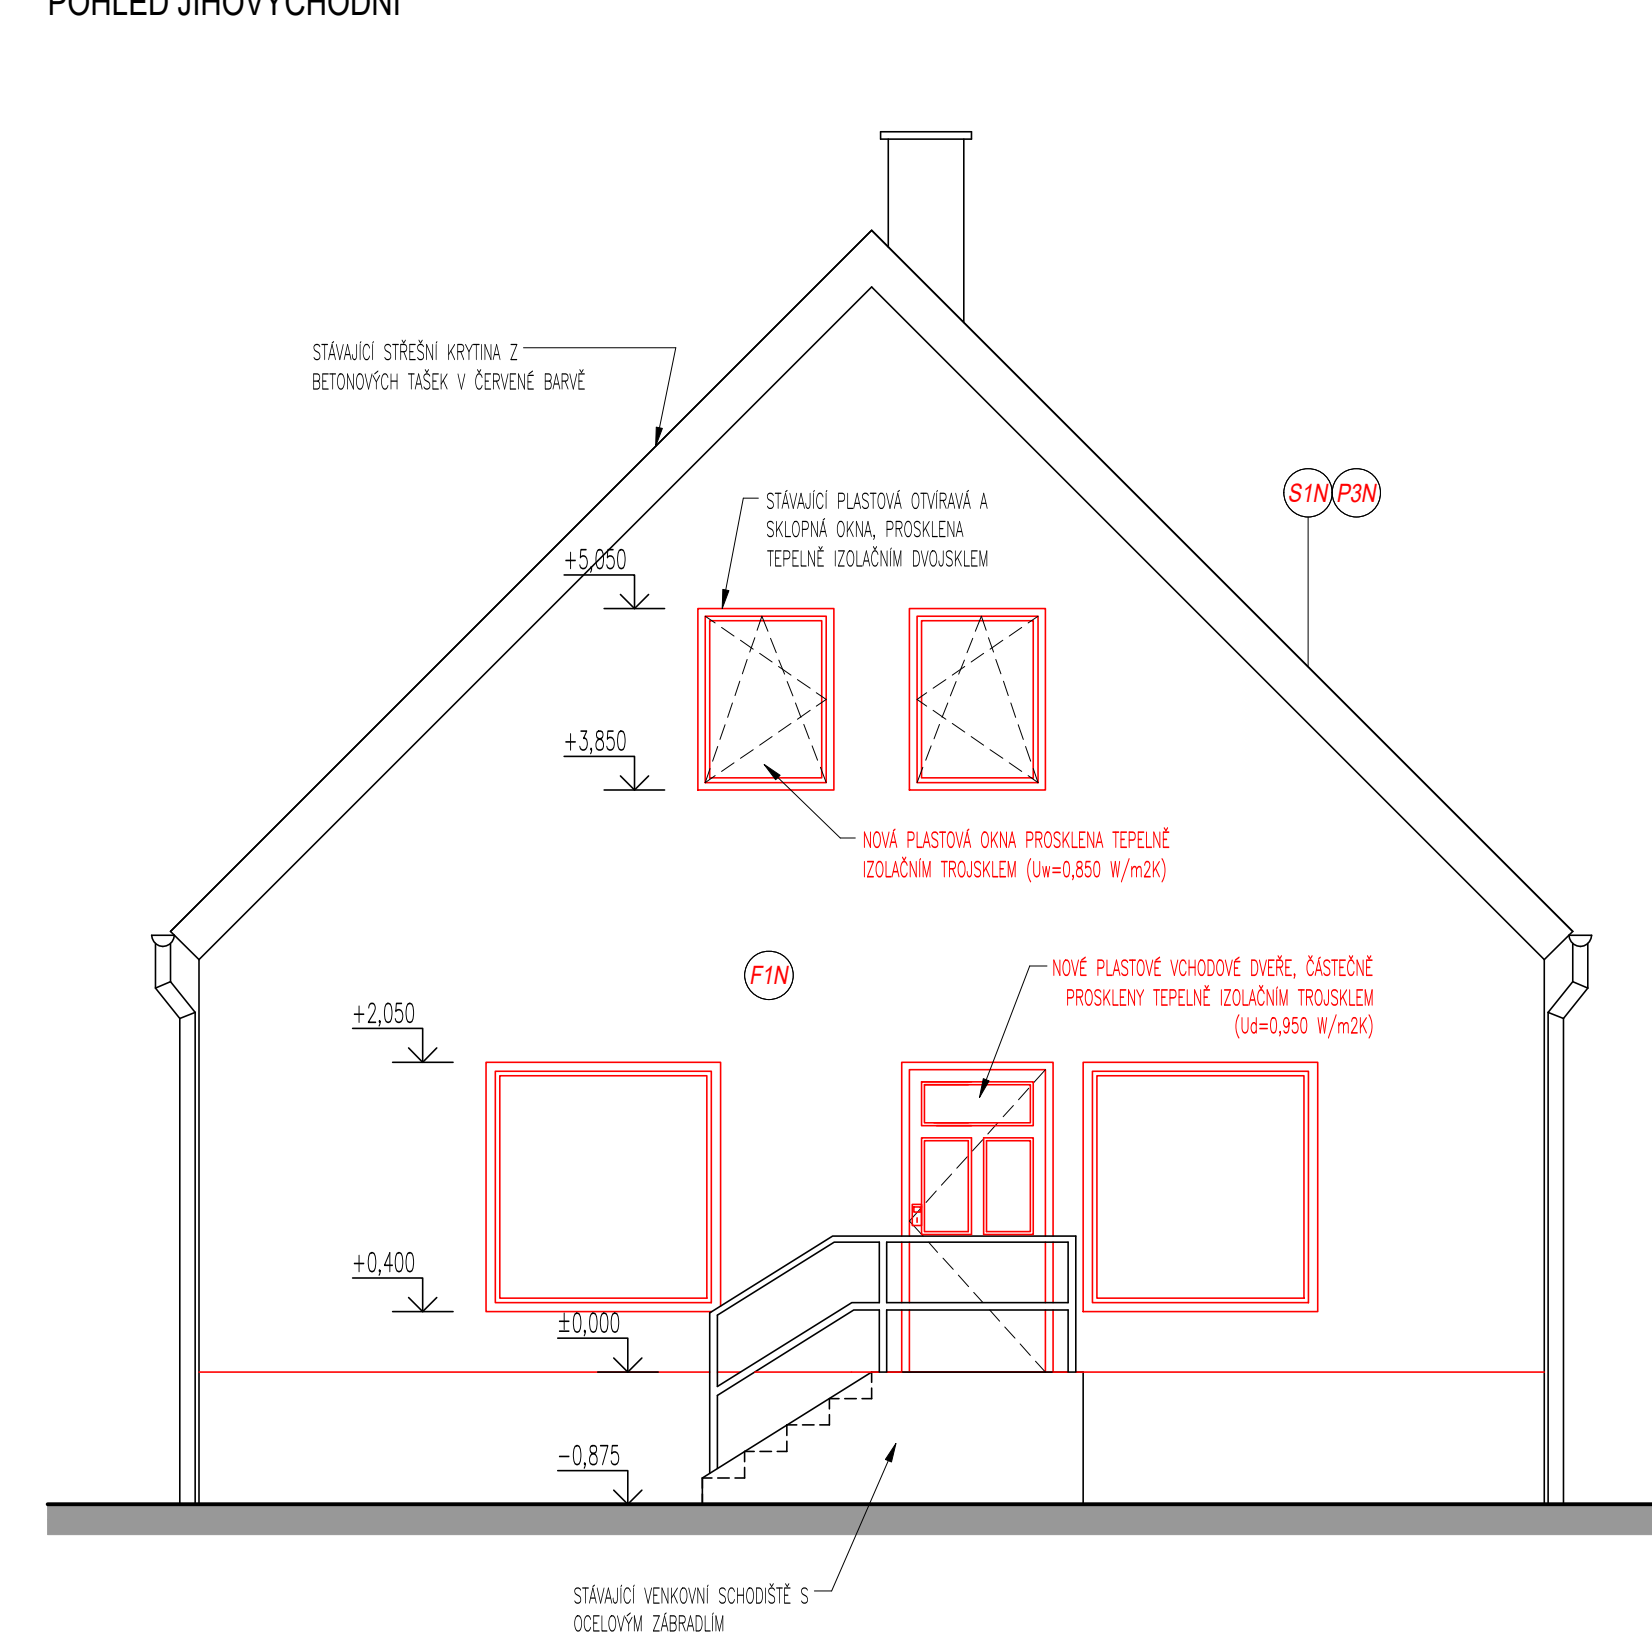 POHLED JIHOVÝCHODNÍ
STÁVAJÍCÍ STŘEŠNÍ KRYTINA Z
BETONOVÝCH TAŠEK V ČERVENÉ BARVĚ
S1N P3N
STÁVAJÍCÍ PLASTOVÁ OTVÍRAVÁ A
SKLOPNÁ OKNA, PROSKLENA
TEPELNĚ IZOLAČNÍM DVOJSKLEM
+5,050
+3,850
NOVÁ PLASTOVÁ OKNA PROSKLENA TEPELNĚ
IZOLAČNÍM TROJSKLEM (Uw=0,850 W/m2K)
F1N
NOVÉ PLASTOVÉ VCHODOVÉ DVEŘE, ČÁSTEČNĚ
PROSKLENY TEPELNĚ IZOLAČNÍM TROJSKLEM
(Ud=0,950 W/m2K)
+2,050
+0,400
±0,000
-0,875
STÁVAJÍCÍ VENKOVNÍ SCHODIŠTĚ S
OCELOVÝM ZÁBRADLÍM